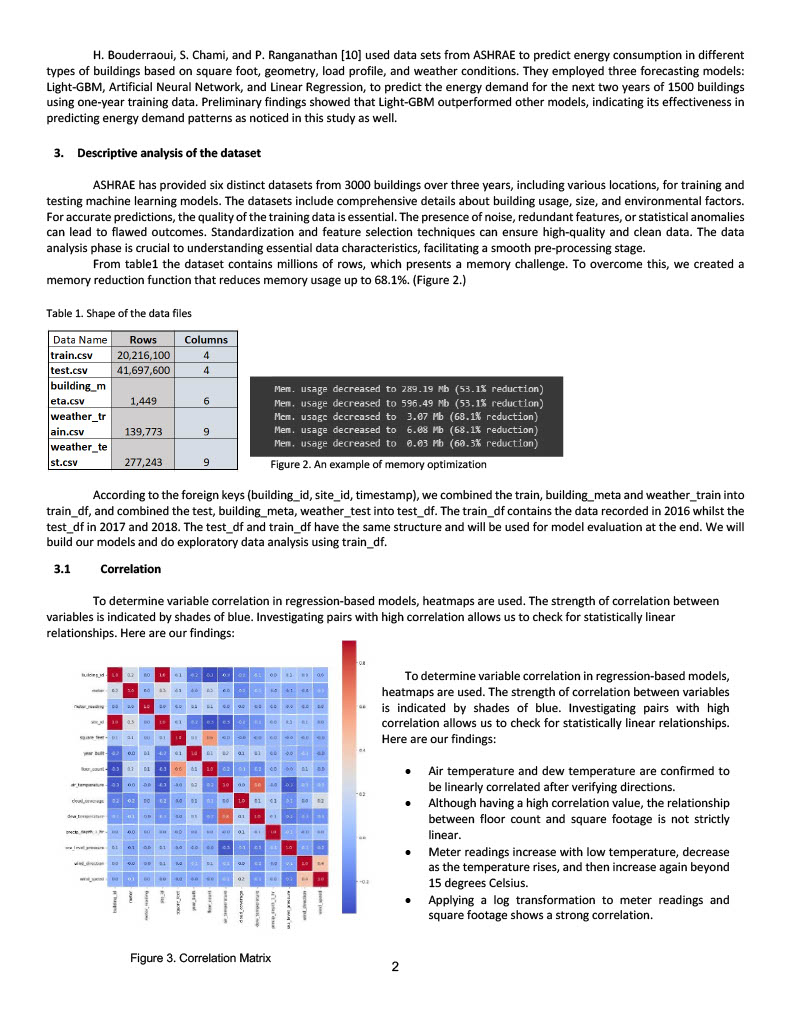 H. Bouderraoui, S. Chami, and P. Ranganathan [10] used data sets from ASHRAE to predict energy consumption in different
types of buildings based on square foot, geometry, load profile, and weather conditions. They employed three forecasting models:
Light-GBM, Artificial Neural Network, and Linear Regression, to predict the energy demand for the next two years of 1500 buildings
using one-year training data. Preliminary findings showed that Light-GBM outperformed other models, indicating its effectiveness in
predicting energy demand patterns as noticed in this study as well.
3. Descriptive analysis of the dataset
ASHRAE has provided six distinct datasets from 3000 buildings over three years, including various locations, for training and
testing machine learning models. The datasets include comprehensive details about building usage, size, and environmental factors.
For accurate predictions, the quality of the training data is essential. The presence of noise, redundant features, or statistical anomalies
can lead to flawed outcomes. Standardization and feature selection techniques can ensure high-quality and clean data. The data
analysis phase is crucial to understanding essential data characteristics, facilitating a smooth pre-processing stage.
From table1 the dataset contains millions of rows, which presents a memory challenge. To overcome this, we created a
memory reduction function that reduces memory usage up to 68.1%. (Figure 2.)
Table 1. Shape of the data files
Data Name Rows Columns
train.csv 20,216,100 4
test.csv 41,697,600 4
building_m
eta.csv 1,449 6
weather_tr
ain.csv 139,773 9
weather_te
st.csv 277,243 9
Mem. usage decreased to 289.19 Mb (53.1% reduction)
Mem. usage decreased to 596.49 Mb (53.1% reduction)
Mem. usage decreased to 3.07 Mb (68.1% reduction)
Mem. usage decreased to 6.08 Mb (68.1% reduction)
Mem. usage decreased to 0.03 Mb (60.3% reduction)
Figure 2. An example of memory optimization
According to the foreign keys (building_id, site_id, timestamp), we combined the train, building_meta and weather_train into
train_df, and combined the test, building_meta, weather_test into test_df. The train_df contains the data recorded in 2016 whilst the
test_df in 2017 and 2018. The test_df and train_df have the same structure and will be used for model evaluation at the end. We will
build our models and do exploratory data analysis using train_df.
3.1 Correlation
To determine variable correlation in regression-based models, heatmaps are used. The strength of correlation between
variables is indicated by shades of blue. Investigating pairs with high correlation allows us to check for statistically linear
relationships. Here are our findings:
building_id
meter
meter_reading
site_id
square_feet
year_built
floor_count
air_temperature
cloud_coverage
dew_temperature
sea_level_pressure
wind_direction
wind_speed
Figure 3. Correlation Matrix
To determine variable correlation in regression-based models,
heatmaps are used. The strength of correlation between variables
is indicated by shades of blue. Investigating pairs with high
correlation allows us to check for statistically linear relationships.
Here are our findings:
• Air temperature and dew temperature are confirmed to
be linearly correlated after verifying directions.
• Although having a high correlation value, the relationship
between floor count and square footage is not strictly
linear.
• Meter readings increase with low temperature, decrease
as the temperature rises, and then increase again beyond
15 degrees Celsius.
• Applying a log transformation to meter readings and
square footage shows a strong correlation.
2